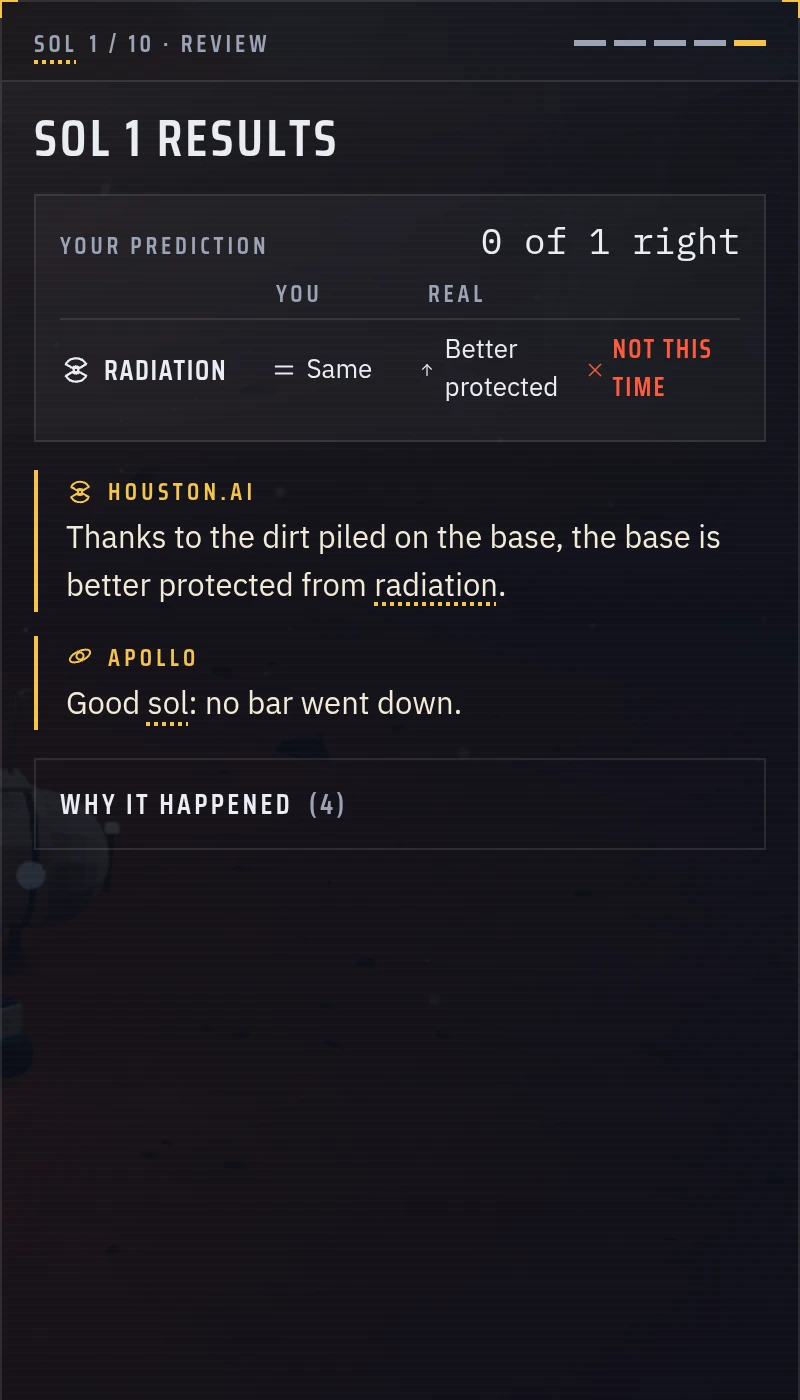 SOL 1 / 10 · REVIEW
SOL 1 RESULTS
YOUR PREDICTION 0 of 1 right
YOU REAL
RADIATION = Same ↑ Better protected × NOT THIS TIME
HOUSTON.AI
Thanks to the dirt piled on the base, the base is
better protected from radiation.
APOLLO
Good sol: no bar went down.
WHY IT HAPPENED (4)